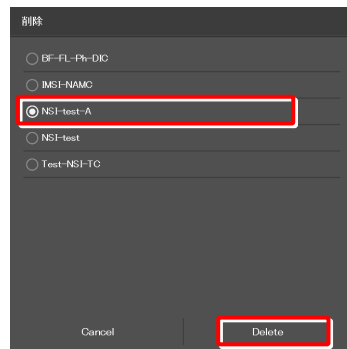 削除
BF-FL-Ph-DIC
IMSI-NAMC
NSI-test-A
NSI-test
Test-NSI-TC
Cancel
Delete